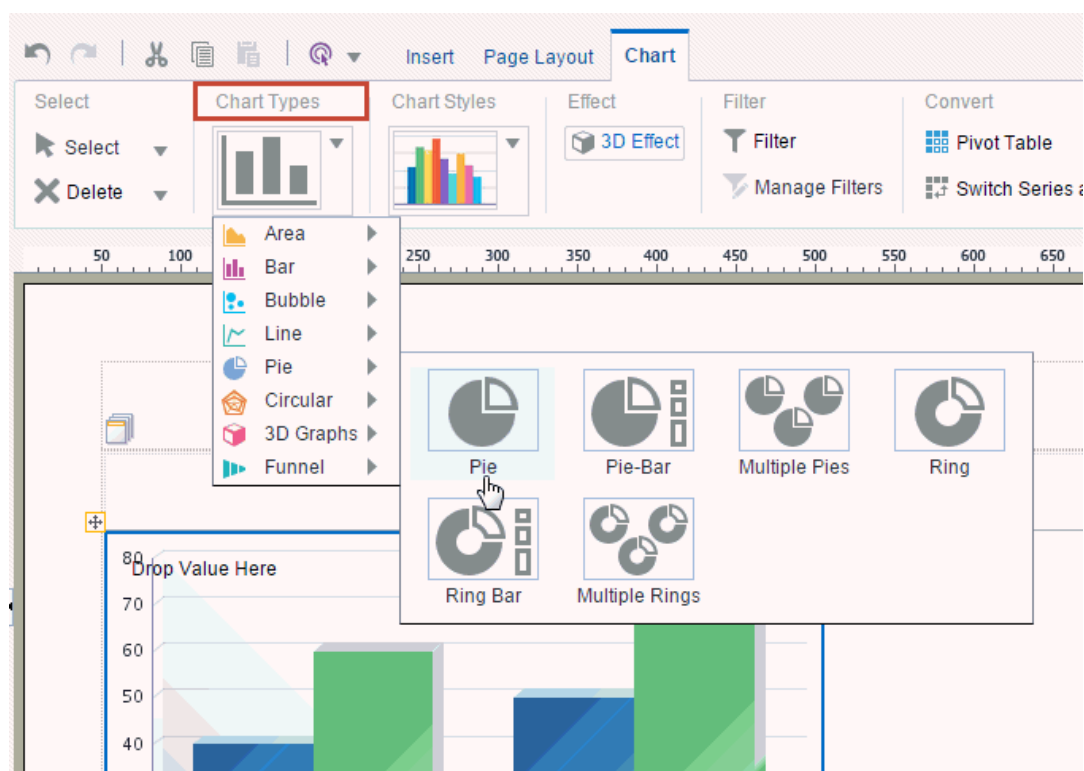 Insert Page Layout Chart
Select Chart Types Chart Styles Effect Filter Convert
Select 3D Effect Filter Pivot Table
Delete Manage Filters Switch Series a
Area
50 100 250 300 350 400 450 500 550 600 650
Bar
Bubble
Line
Pie
Circular
3D Graphs
Funnel
Pie Pie-Bar Multiple Pies Ring
Ring Bar Multiple Rings
80
Drop Value Here
70
60
50
40